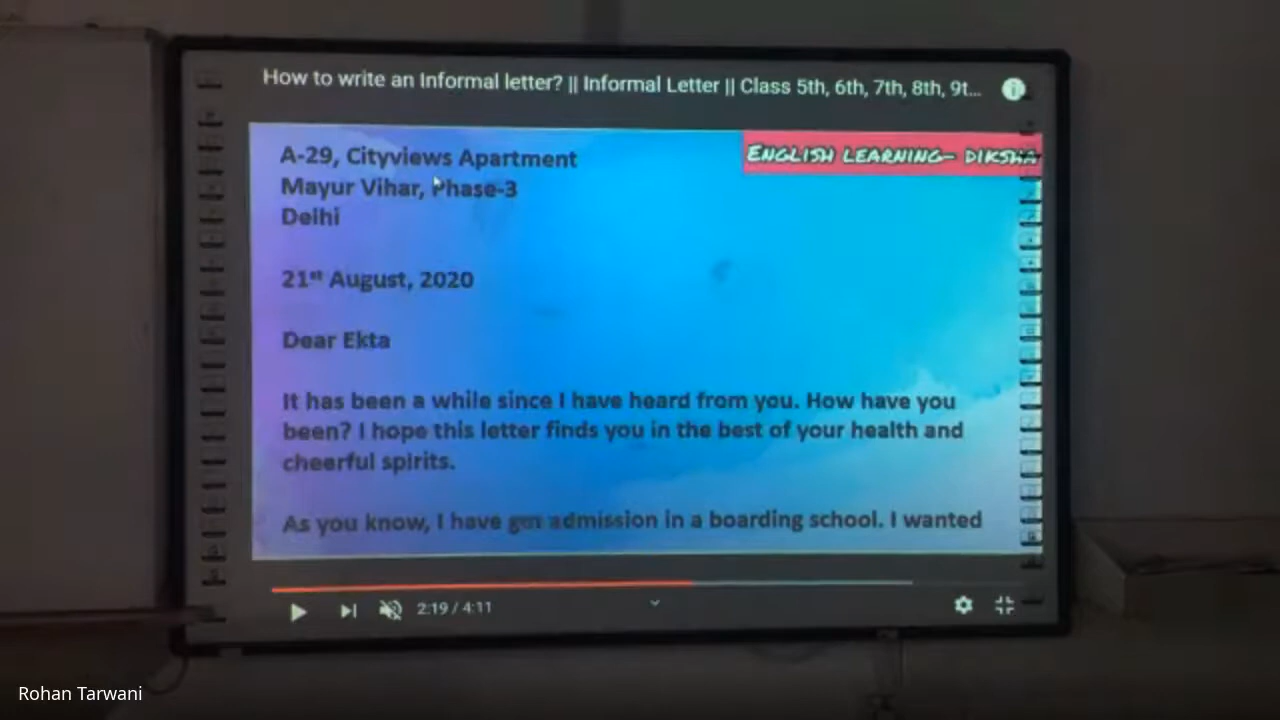 How to write an Informal letter? || Informal Letter || Class 5th, 6th, 7th, 8th, 9t...
ENGLISH LEARNING- DIKSHA
A-29, Cityviews Apartment
Mayur Vihar, Phase-3
Delhi
21st August, 2020
Dear Ekta
It has been a while since I have heard from you. How have you
been? I hope this letter finds you in the best of your health and
cheerful spirits.
As you know, I have got admission in a boarding school. I wanted
2:19 / 4:11
Rohan Tarwani